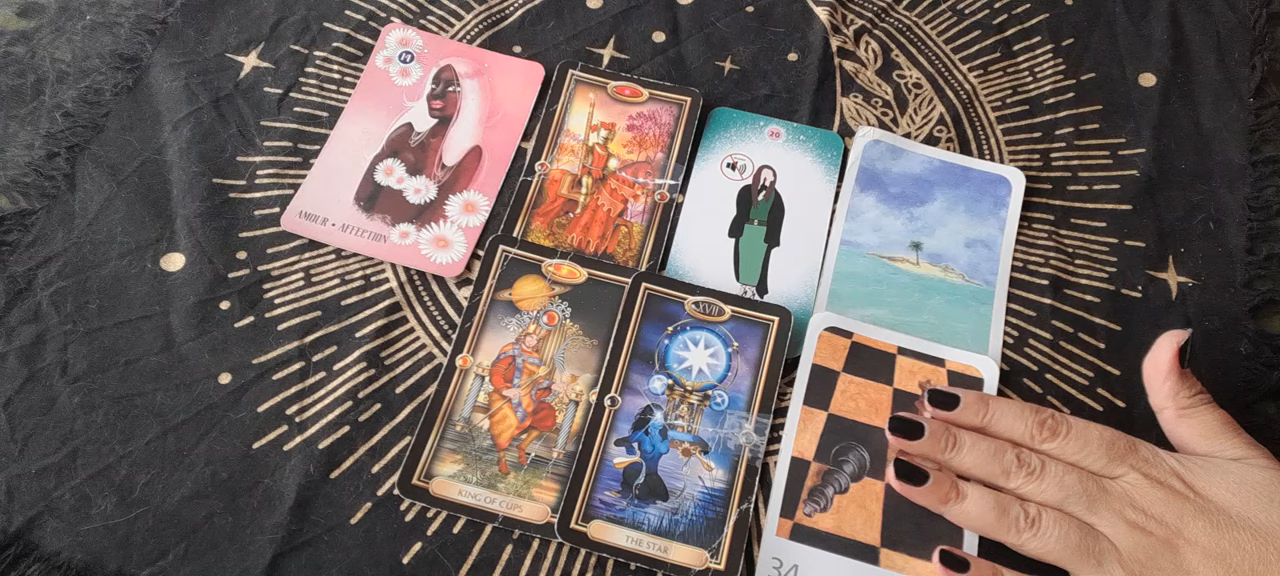 14
AMOUR • AFFECTION
20
KING OF CUPS
XVII
THE STAR
34